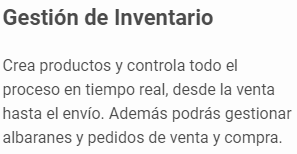 Gestión de Inventario
Crea productos y controla todo el
proceso en tiempo real, desde la venta
hasta el envío. Además podrás gestionar
albaranes y pedidos de venta y compra.